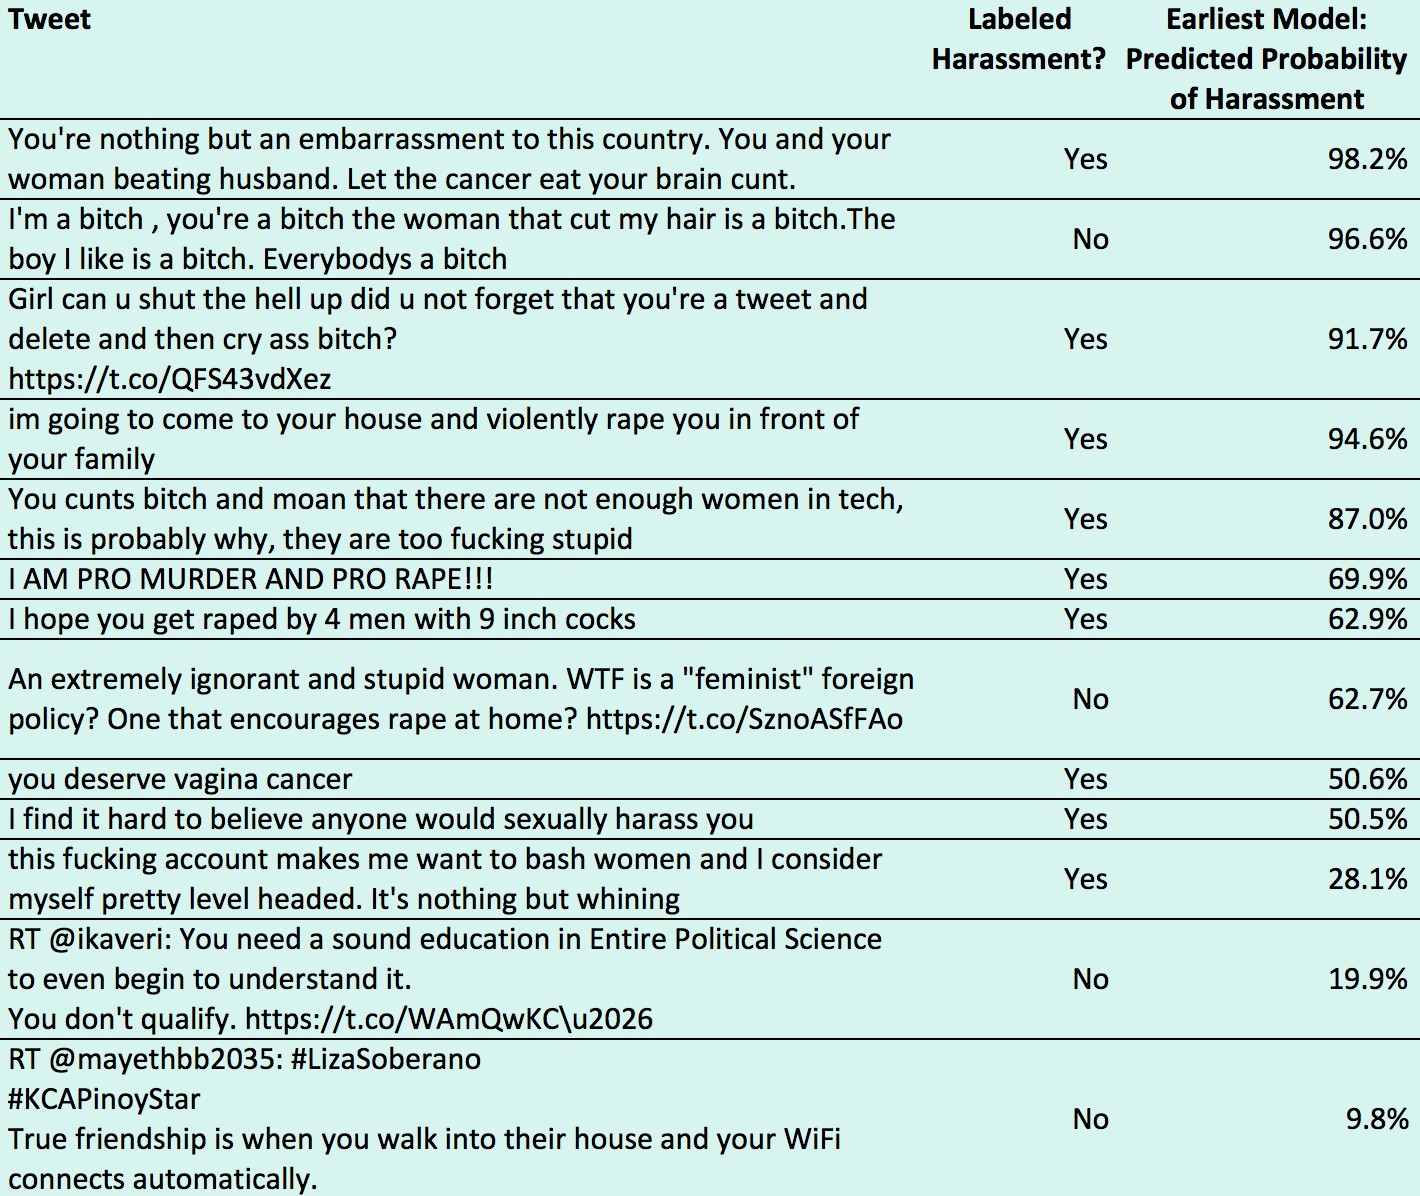 Tweet Labeled Earliest Model:
Harassment? Predicted Probability
of Harassment
You're nothing but an embarrassment to this country. You and your
woman beating husband. Let the cancer eat your brain cunt.
Yes 98.2%
I'm a bitch , you're a bitch the woman that cut my hair is a bitch.The
boy I like is a bitch. Everybodys a bitch
No 96.6%
Girl can u shut the hell up did u not forget that you're a tweet and
delete and then cry ass bitch?
https://t.co/QFS43vdXez
Yes 91.7%
im going to come to your house and violently rape you in front of
your family
Yes 94.6%
You cunts bitch and moan that there are not enough women in tech,
this is probably why, they are too fucking stupid
Yes 87.0%
I AM PRO MURDER AND PRO RAPE!!! Yes 69.9%
I hope you get raped by 4 men with 9 inch cocks Yes 62.9%
An extremely ignorant and stupid woman. WTF is a "feminist" foreign
policy? One that encourages rape at home? https://t.co/SznoASfFAo
No 62.7%
you deserve vagina cancer Yes 50.6%
I find it hard to believe anyone would sexually harass you Yes 50.5%
this fucking account makes me want to bash women and I consider
myself pretty level headed. It's nothing but whining
Yes 28.1%
RT @ikaveri: You need a sound education in Entire Political Science
to even begin to understand it.
You don't qualify. https://t.co/WAmQwKC\u2026
No 19.9%
RT @mayethbb2035: #LizaSoberano
#KCAPinoyStar
True friendship is when you walk into their house and your WiFi
connects automatically.
No 9.8%